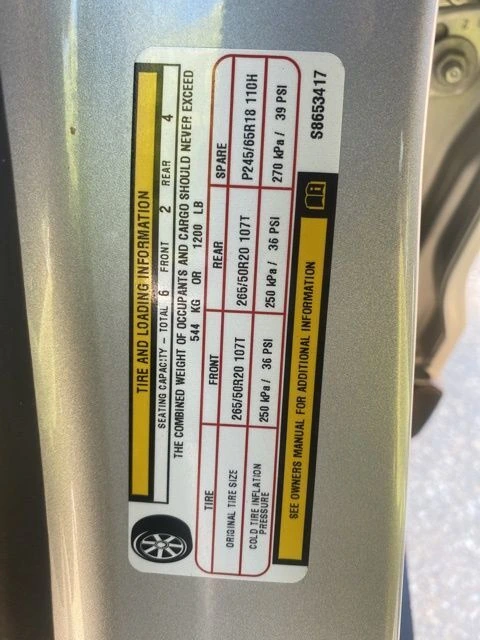 TIRE AND LOADING INFORMATION
SEATING CAPACITY - TOTAL 6 FRONT 2 REAR 4
THE COMBINED WEIGHT OF OCCUPANTS AND CARGO SHOULD NEVER EXCEED
544 KG OR 1200 LB
TIRE FRONT REAR SPARE
ORIGINAL TIRE SIZE 265/50R20 107T 265/50R20 107T P245/65R18 110H
COLD TIRE INFLATION
PRESSURE 250 kPa / 36 PSI 250 kPa / 36 PSI 270 kPa / 39 PSI
SEE OWNERS MANUAL FOR ADDITIONAL INFORMATION
S8653417